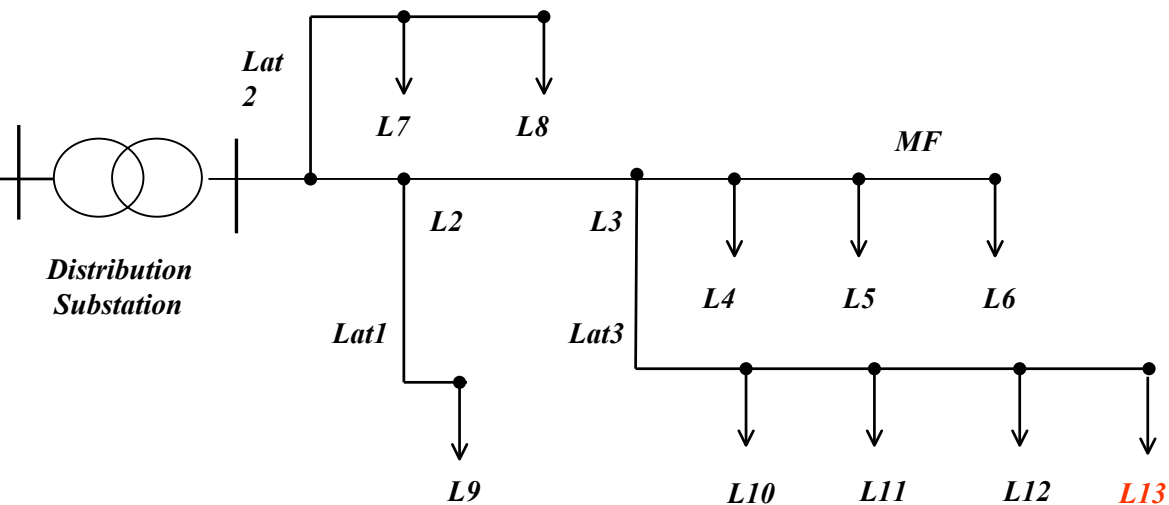 Lat
2
L7
L8
MF
L2
L3
Distribution
Substation
L4
L5
L6
Lat1
Lat3
L9
L10
L11
L12
L13